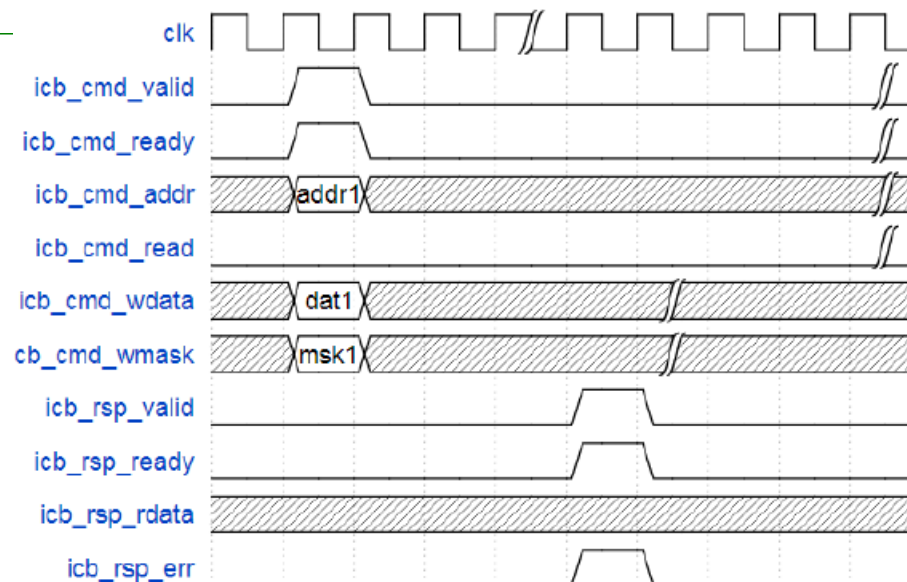 clk
icb_cmd_valid
icb_cmd_ready
icb_cmd_addr
addr1
icb_cmd_read
icb_cmd_wdata
dat1
cb_cmd_wmask
msk1
icb_rsp_valid
icb_rsp_ready
icb_rsp_rdata
icb_rsp_err